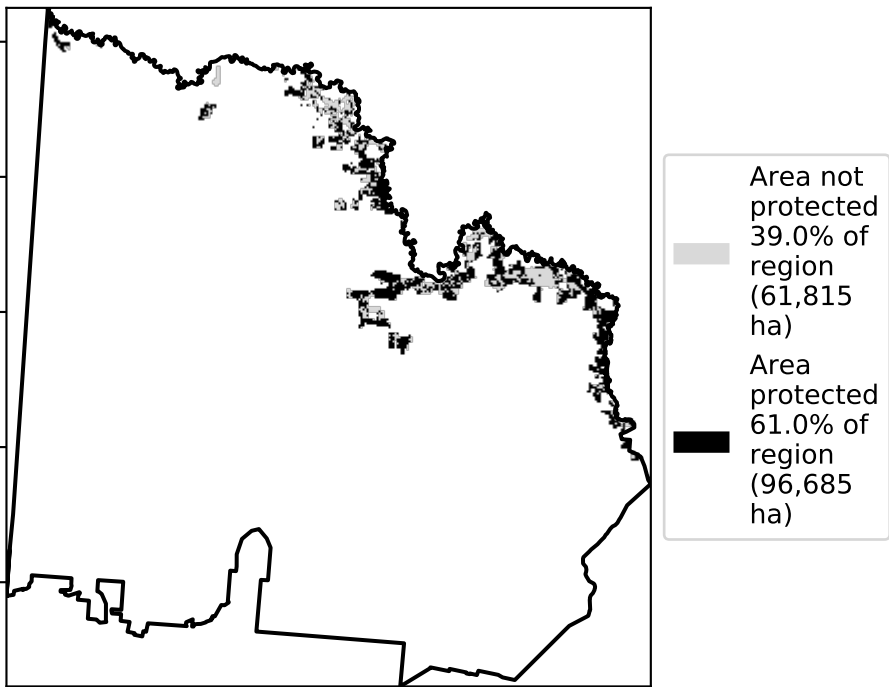 Area not
protected
39.0% of
region
(61,815
ha)
Area
protected
61.0% of
region
(96,685
ha)